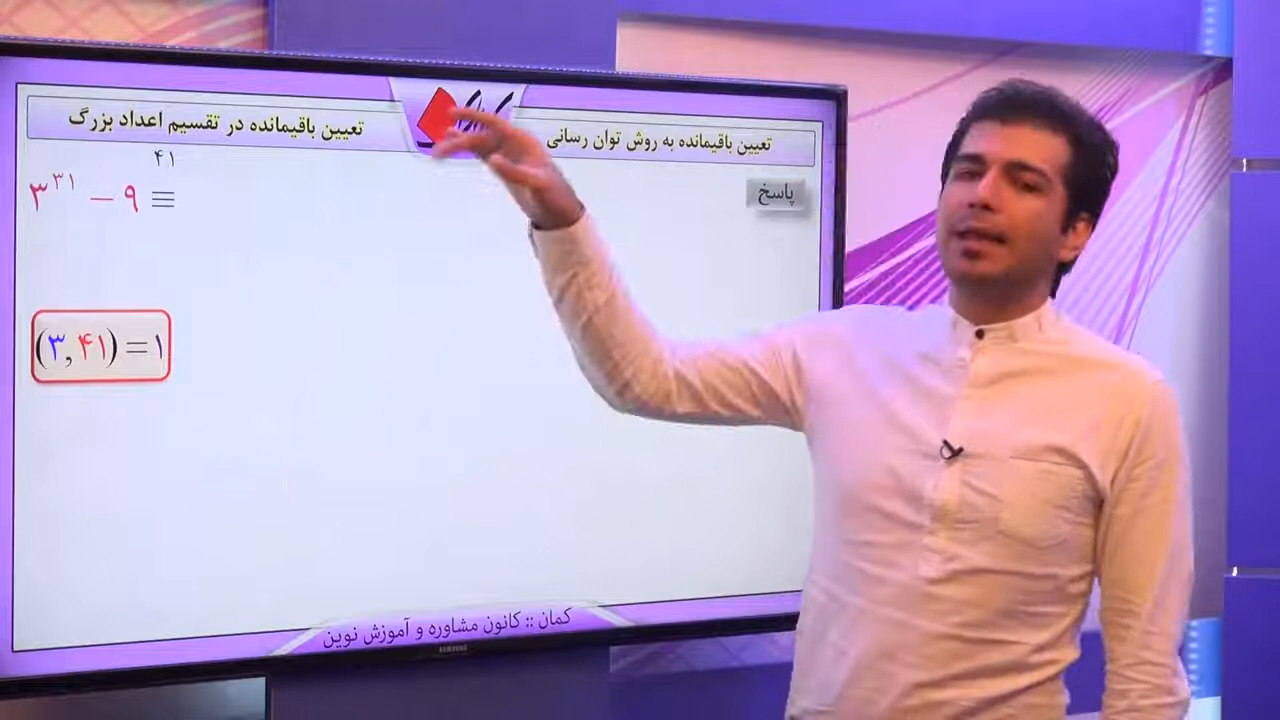 تعیین باقیمانده به روش توان رسانی
تعیین باقیمانده در تقسیم اعداد بزرگ
پاسخ
۴۱
۳^۳۱ − ۹ ≡
(۳,۴۱)=۱
کمان :: کانون مشاوره و آموزش نوین
SAMSUNG